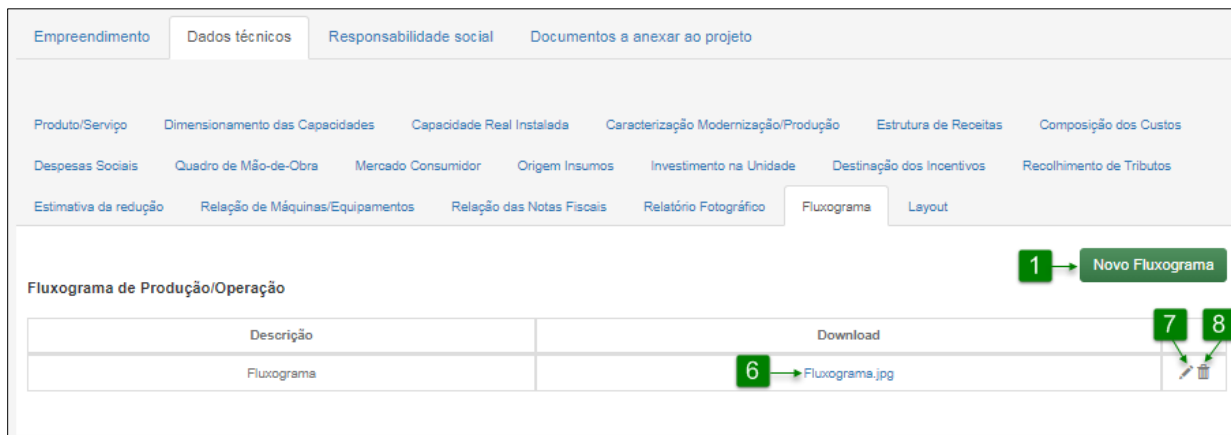 Empreendimento Dados técnicos Responsabilidade social Documentos a anexar ao projeto
Produto/Serviço Dimensionamento das Capacidades Capacidade Real Instalada Caracterização Modernização/Produção Estrutura de Receitas Composição dos Custos
Despesas Sociais Quadro de Mão-de-Obra Mercado Consumidor Origem Insumos Investimento na Unidade Destinação dos Incentivos Recolhimento de Tributos
Estimativa da redução Relação de Máquinas/Equipamentos Relação das Notas Fiscais Relatório Fotográfico Fluxograma Layout
1 Novo Fluxograma
Fluxograma de Produção/Operação
Descrição Download 7 8
Fluxograma 6 Fluxograma.jpg